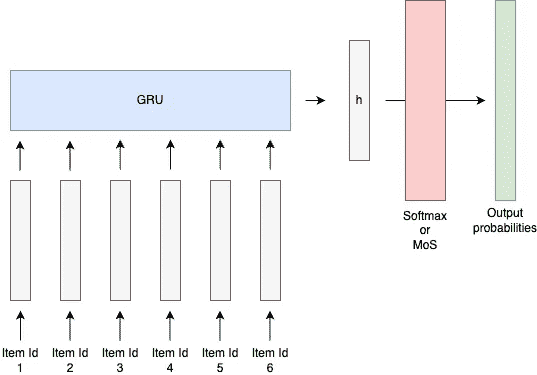 GRU
h
Softmax
or
MoS
Output
probabilities
Item Id
1
Item Id
2
Item Id
3
Item Id
4
Item Id
5
Item Id
6